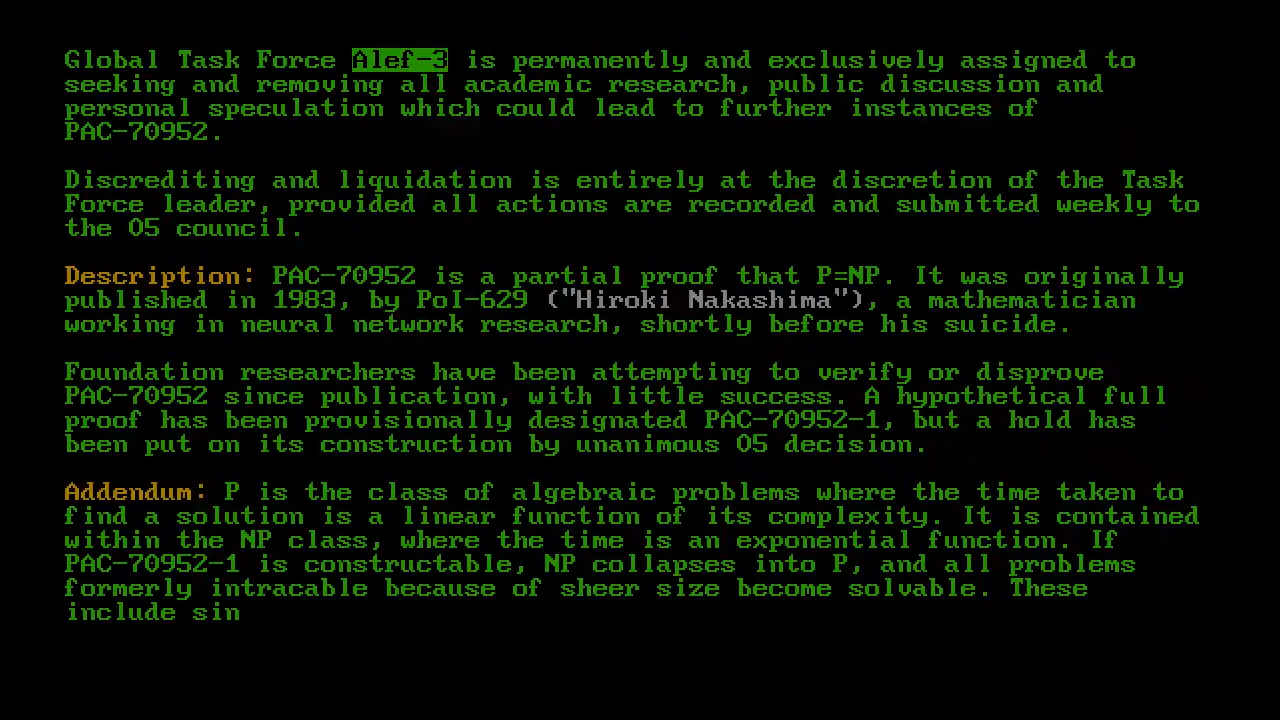 Global Task Force Alef-3 is permanently and exclusively assigned to
seeking and removing all academic research, public discussion and
personal speculation which could lead to further instances of
PAC-70952.
Discrediting and liquidation is entirely at the discretion of the Task
Force leader, provided all actions are recorded and submitted weekly to
the O5 council.
Description: PAC-70952 is a partial proof that P=NP. It was originally
published in 1983, by PoI-629 ("Hiroki Nakashima"), a mathematician
working in neural network research, shortly before his suicide.
Foundation researchers have been attempting to verify or disprove
PAC-70952 since publication, with little success. A hypothetical full
proof has been provisionally designated PAC-70952-1, but a hold has
been put on its construction by unanimous O5 decision.
Addendum: P is the class of algebraic problems where the time taken to
find a solution is a linear function of its complexity. It is contained
within the NP class, where the time is an exponential function. If
PAC-70952-1 is constructable, NP collapses into P, and all problems
formerly intracable because of sheer size become solvable. These
include sin